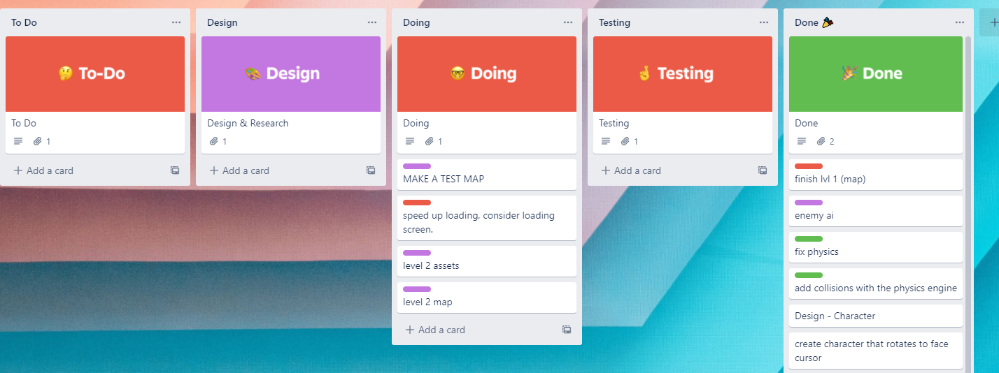 To Do
To-Do
To Do
1
Add a card
Design
Design
Design & Research
1
Add a card
Doing
Doing
Doing
1
MAKE A TEST MAP
speed up loading, consider loading
screen.
level 2 assets
level 2 map
Add a card
Testing
Testing
Testing
1
Add a card
Done
Done
Done
2
finish lvl 1 (map)
enemy ai
fix physics
add collisions with the physics engine
Design - Character
create character that rotates to face
cursor